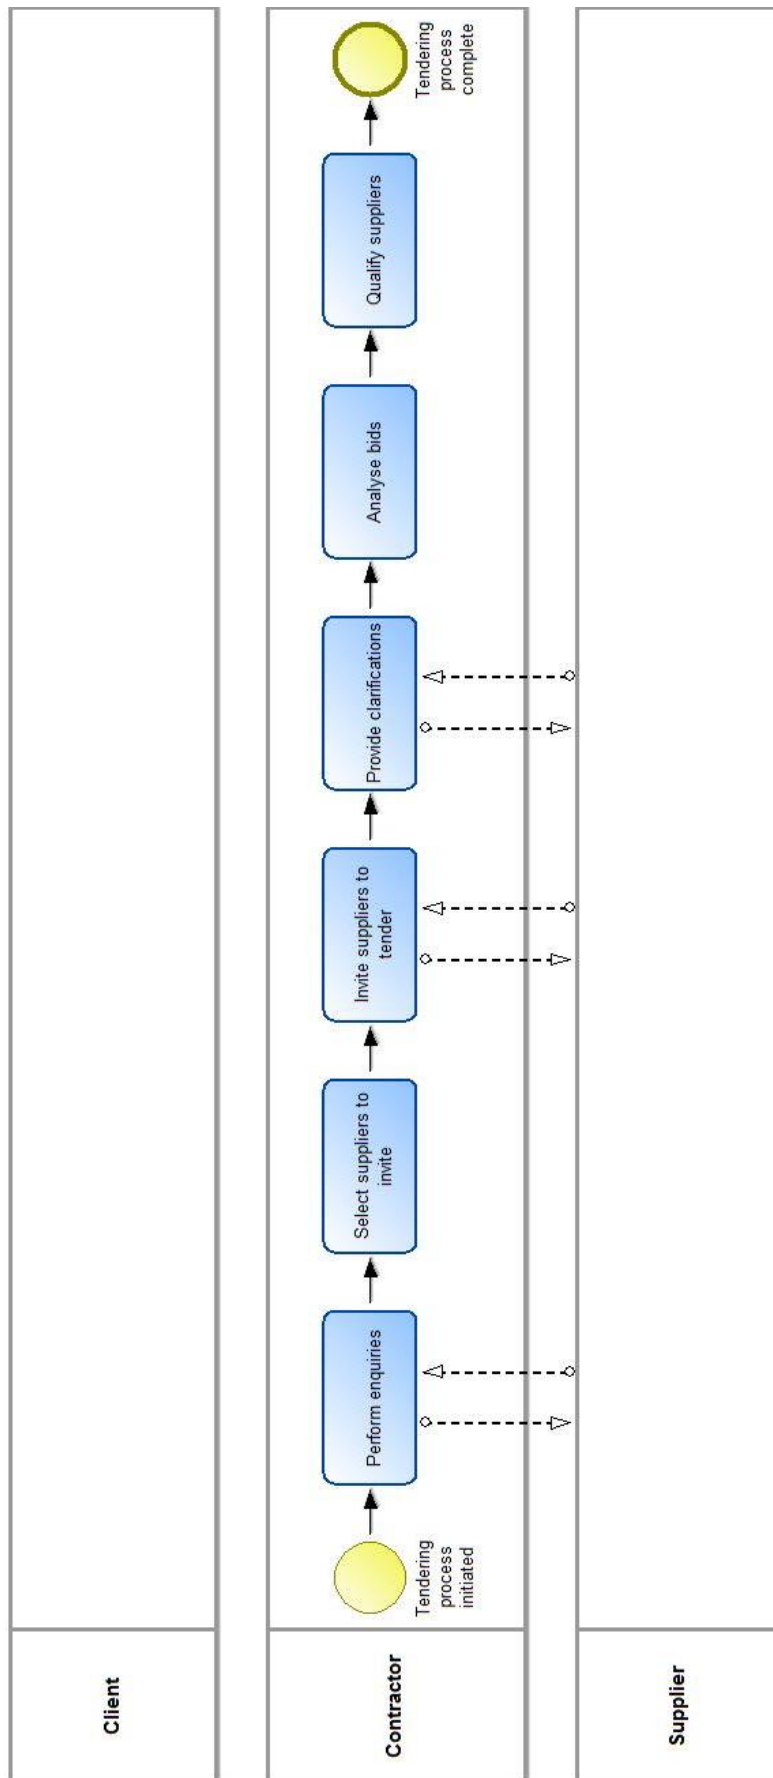 Client
Contractor
Tendering
process
initiated
Perform enquiries
Select suppliers to
invite
Invite suppliers to
tender
Provide clarifications
Analyse bids
Qualify suppliers
Tendering
process
complete
Supplier